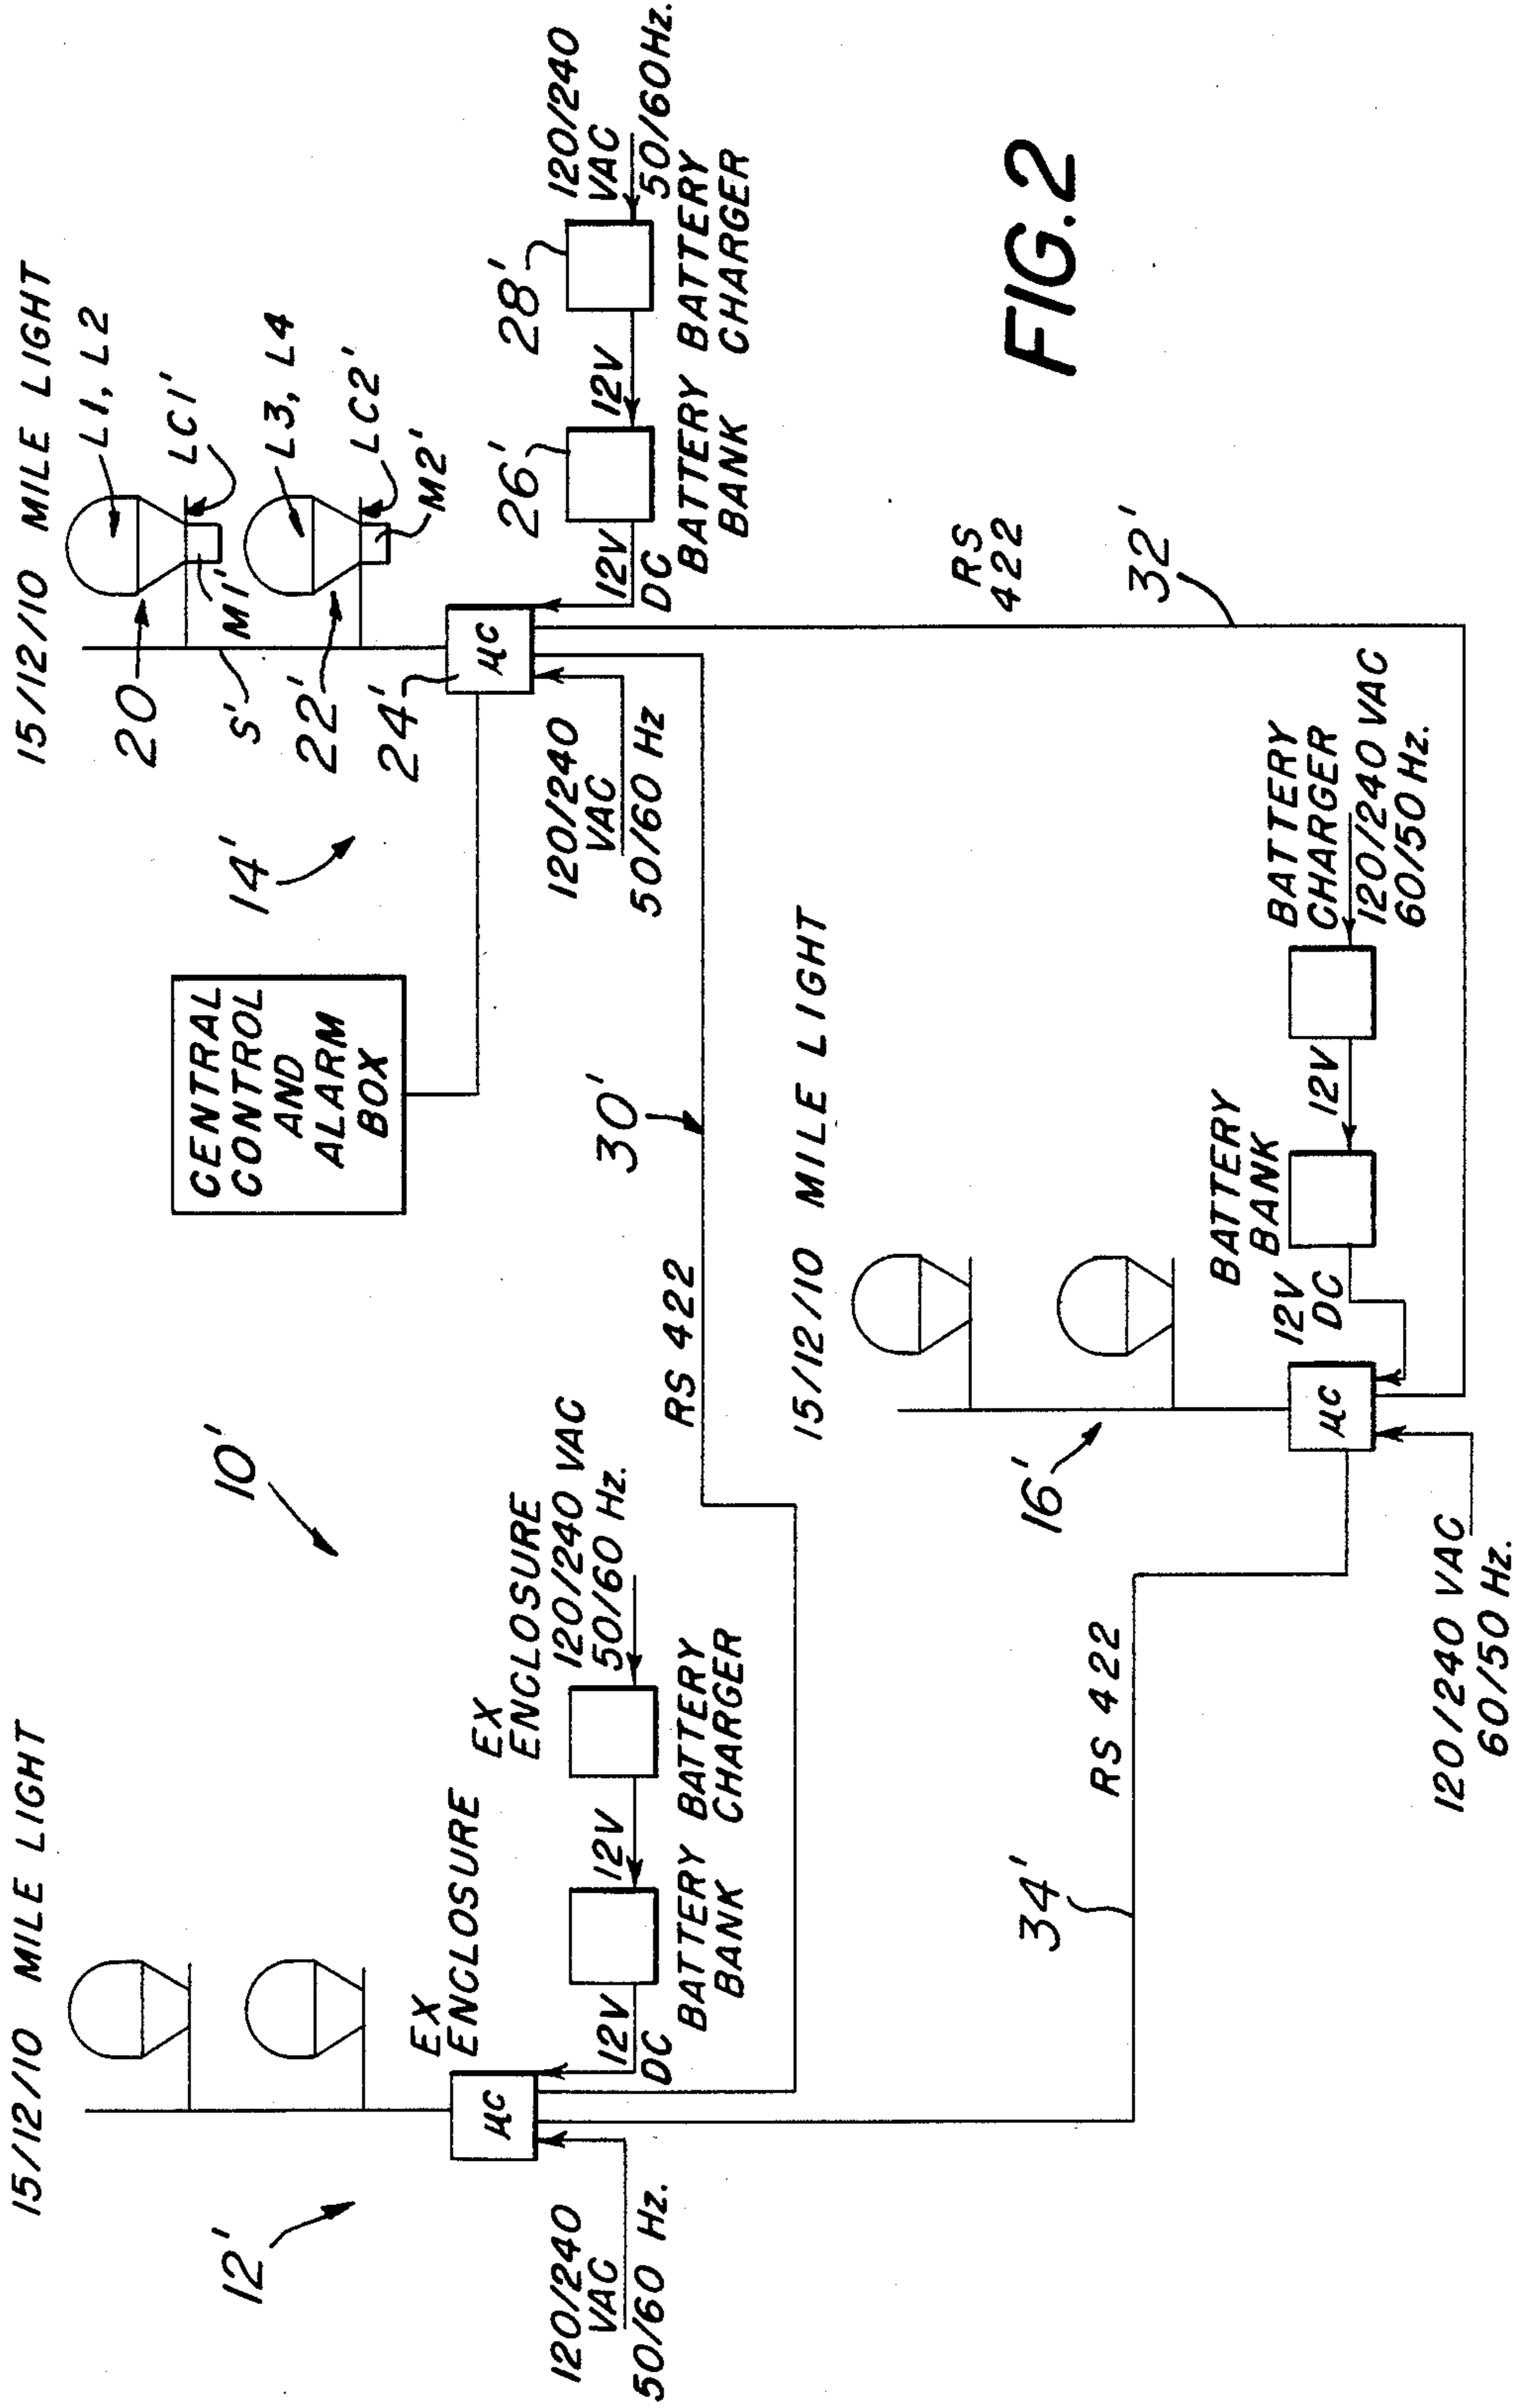 15/12/10 MILE LIGHT
12'
120/240
VAC
50/60 Hz.
µC
EX
ENCLOSURE
12V
DC
BATTERY
BANK
12V
BATTERY
CHARGER
EX
ENCLOSURE
120/240 VAC
50/60 Hz.
10'
RS 422
30'
CENTRAL
CONTROL
AND
ALARM
BOX
15/12/10 MILE LIGHT
14'
20
S'
M1'
L1, L2
LC1'
22'
L3, L4
LC2'
M2'
24'
µC
120/240
VAC
50/60 Hz
12V
DC
26'
BATTERY
BANK
12V
28'
BATTERY
CHARGER
120/240
VAC
50/60Hz.
RS
422
32'
15/12/10 MILE LIGHT
16'
µC
120/240 VAC
60/50 Hz.
12V
DC
BATTERY
BANK
12V
BATTERY
CHARGER
120/240 VAC
60/50 Hz.
RS 422
34'
FIG.2